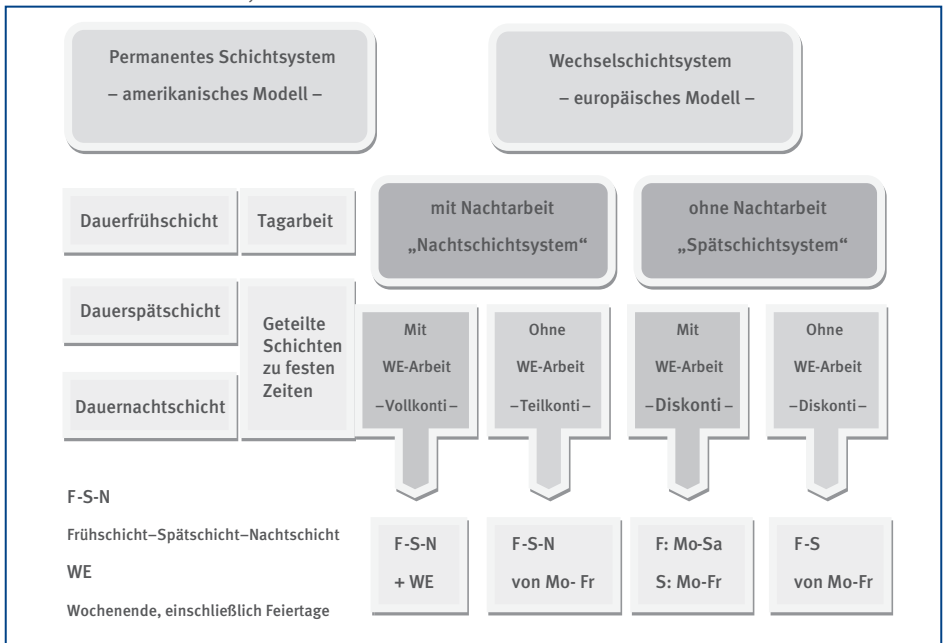 Permanentes Schichtsystem
– amerikanisches Modell –
Wechselschichtsystem
– europäisches Modell –
Dauerfrühschicht
Tagarbeit
mit Nachtarbeit
„Nachtschichtsystem“
ohne Nachtarbeit
„Spätschichtsystem“
Dauerspätschicht
Dauernachtschicht
Geteilte
Schichten
zu festen
Zeiten
Mit
WE-Arbeit
–Vollkonti–
Ohne
WE-Arbeit
–Teilkonti–
Mit
WE-Arbeit
–Diskonti–
Ohne
WE-Arbeit
–Diskonti–
F-S-N
Frühschicht–Spätschicht–Nachtschicht
WE
Wochenende, einschließlich Feiertage
F-S-N
+ WE
F-S-N
von Mo- Fr
F: Mo-Sa
S: Mo-Fr
F-S
von Mo-Fr